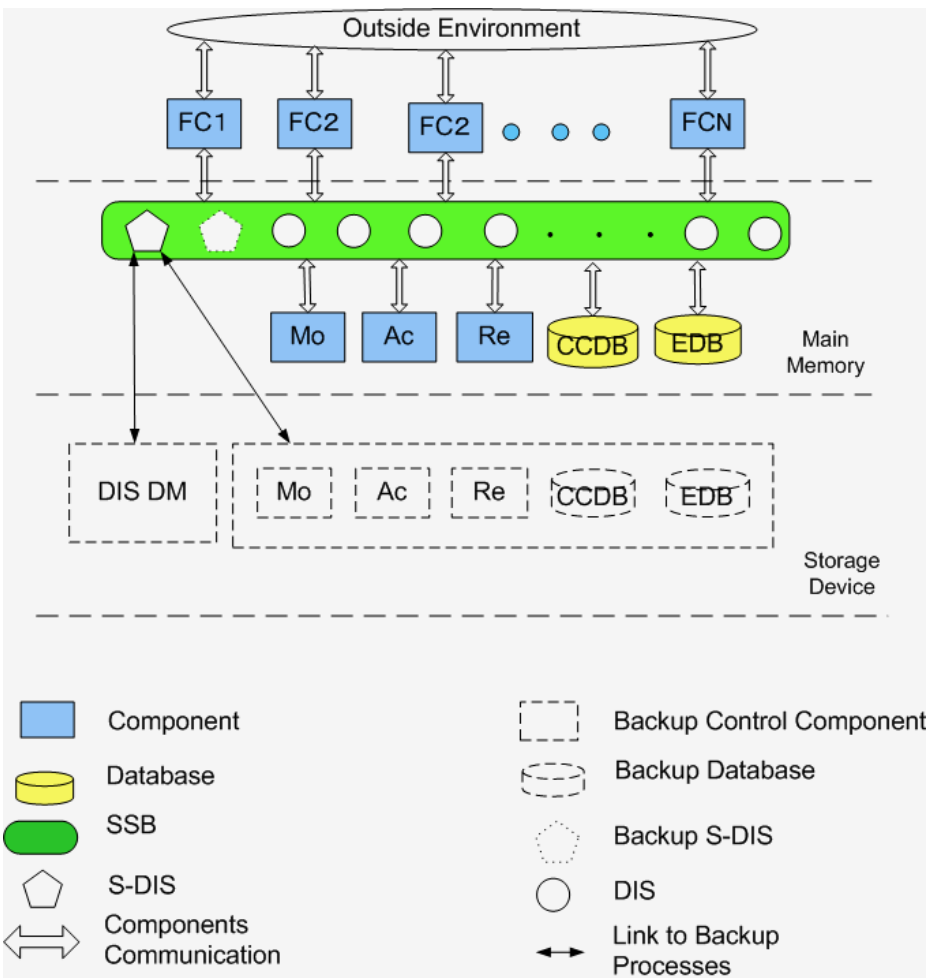 Outside Environment
FC1
FC2
FC2
FCN
Mo
Ac
Re
CCDB
EDB
Main
Memory
DIS DM
Mo
Ac
Re
CCDB
EDB
Storage
Device
Component
Backup Control Component
Database
Backup Database
SSB
Backup S-DIS
S-DIS
DIS
Components
Communication
Link to Backup
Processes